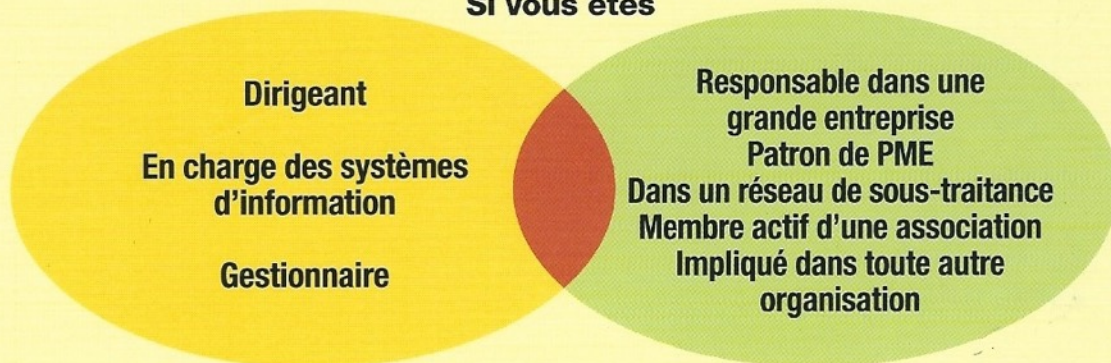 Si vous êtes
Dirigeant
En charge des systèmes
d'information
Gestionnaire
Responsable dans une
grande entreprise
Patron de PME
Dans un réseau de sous-traitance
Membre actif d'une association
Impliqué dans toute autre
organisation